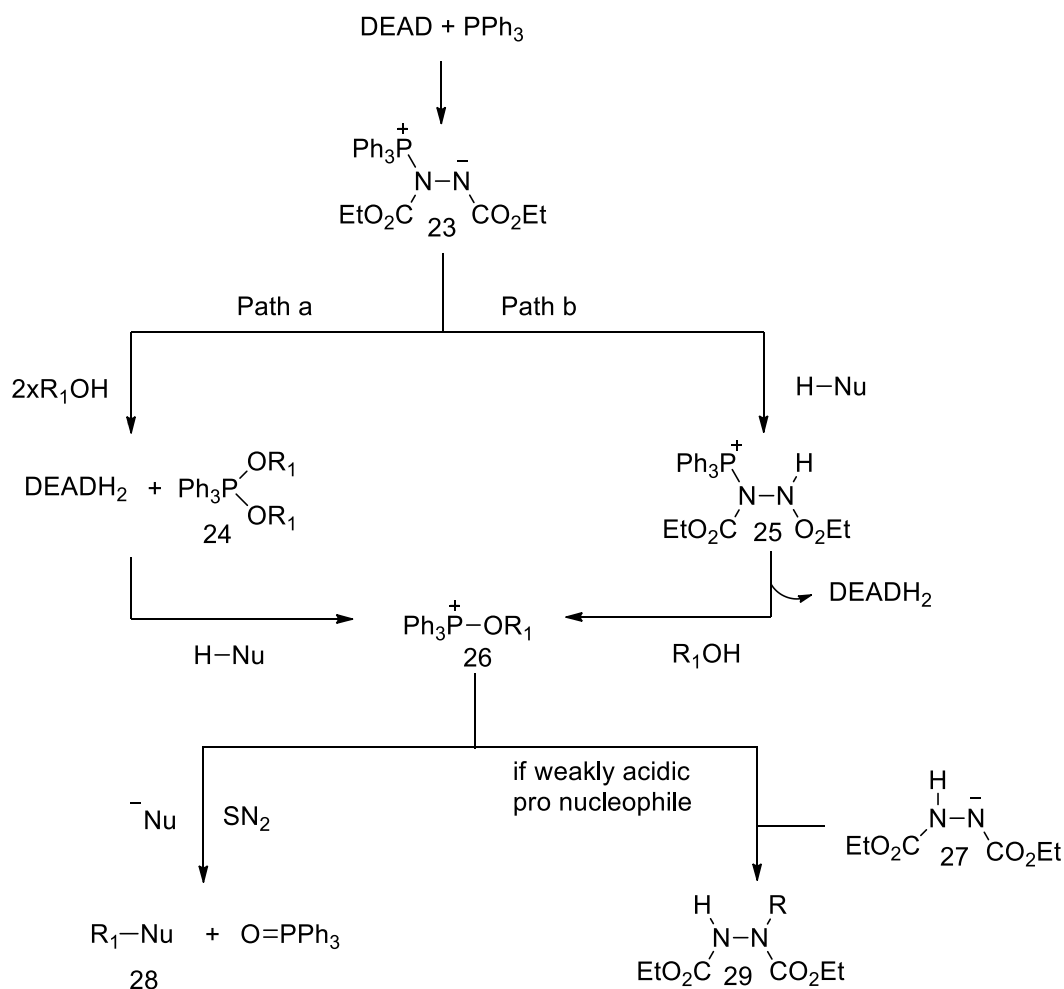 DEAD + PPh3
+
Ph3P
N–N
−
EtO2C 23 CO2Et
Path a Path b
2xR1OH
H–Nu
DEADH2 + Ph3P
OR1
OR1
24
+
Ph3P
H
N–N
EtO2C 25 O2Et
DEADH2
H–Nu
+
Ph3P–OR1
26
R1OH
−Nu
SN2
if weakly acidic
pro nucleophile
H
N–N
−
EtO2C 27 CO2Et
R1–Nu + O=PPh3
28
H R
N–N
EtO2C 29 CO2Et